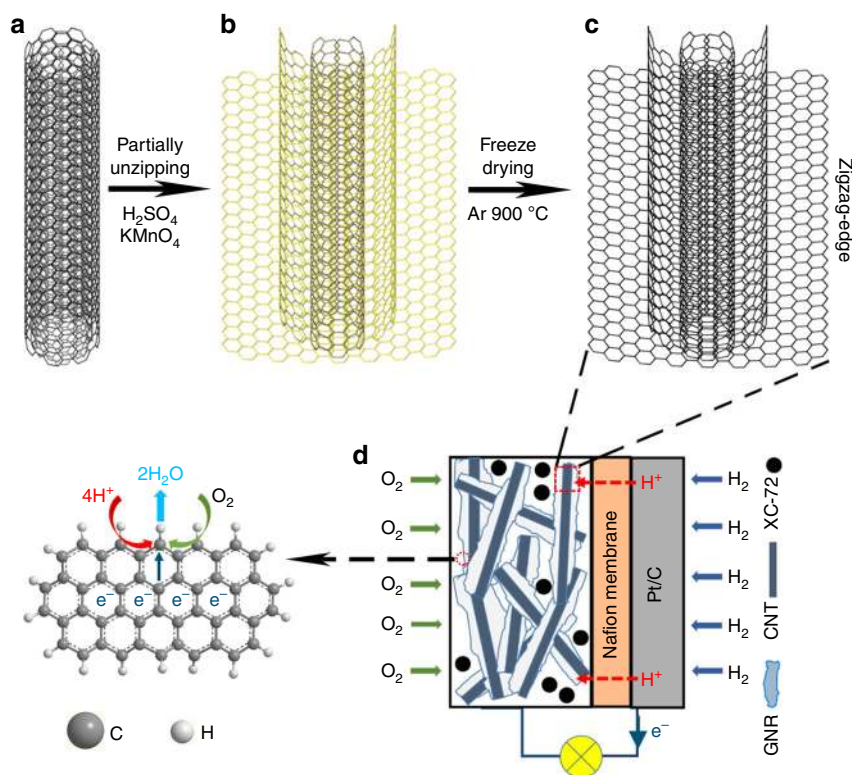 a
b
c
Partially
unzipping
H₂SO₄
KMnO₄
Freeze
drying
Ar 900 °C
Zigzag-edge
2H₂O
4H⁺
O₂
e⁻ e⁻ e⁻ e⁻
C
H
d
O₂
O₂
O₂
O₂
O₂
H⁺
H⁺
Nafion membrane
Pt/C
H₂
H₂
H₂
H₂
H₂
e⁻
XC-72
CNT
GNR